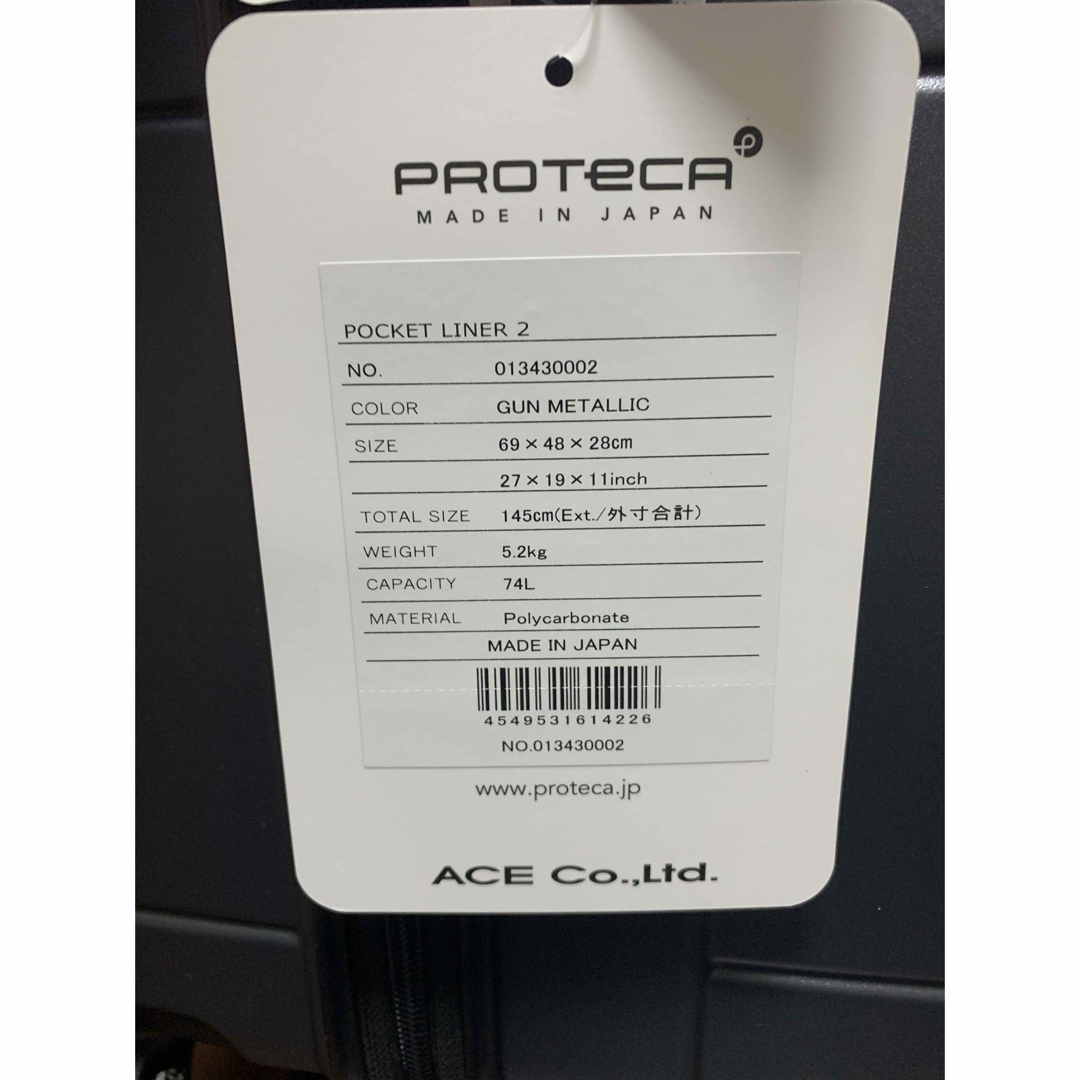 PROTECA
MADE IN JAPAN
POCKET LINER 2
NO. 013430002
COLOR GUN METALLIC
SIZE 69×48×28cm
27×19×11inch
TOTAL SIZE 145cm(Ext./外寸合計)
WEIGHT 5.2kg
CAPACITY 74L
MATERIAL Polycarbonate
MADE IN JAPAN
4549531614226
NO.013430002
www.proteca.jp
ACE Co.,Ltd.